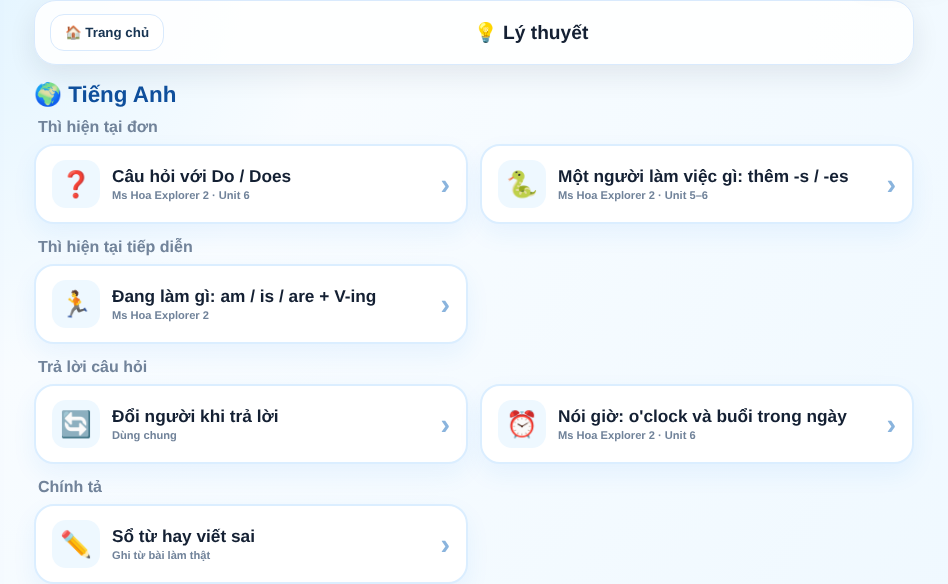 🏠 Trang chủ
💡 Lý thuyết
🌍 Tiếng Anh
Thì hiện tại đơn
❓ Câu hỏi với Do / Does
Ms Hoa Explorer 2 · Unit 6
›
🐍 Một người làm việc gì: thêm -s / -es
Ms Hoa Explorer 2 · Unit 5–6
›
Thì hiện tại tiếp diễn
🏃 Đang làm gì: am / is / are + V-ing
Ms Hoa Explorer 2
›
Trả lời câu hỏi
🔄 Đổi người khi trả lời
Dùng chung
›
⏰ Nói giờ: o'clock và buổi trong ngày
Ms Hoa Explorer 2 · Unit 6
›
Chính tả
✏️ Sổ từ hay viết sai
Ghi từ bài làm thật
›